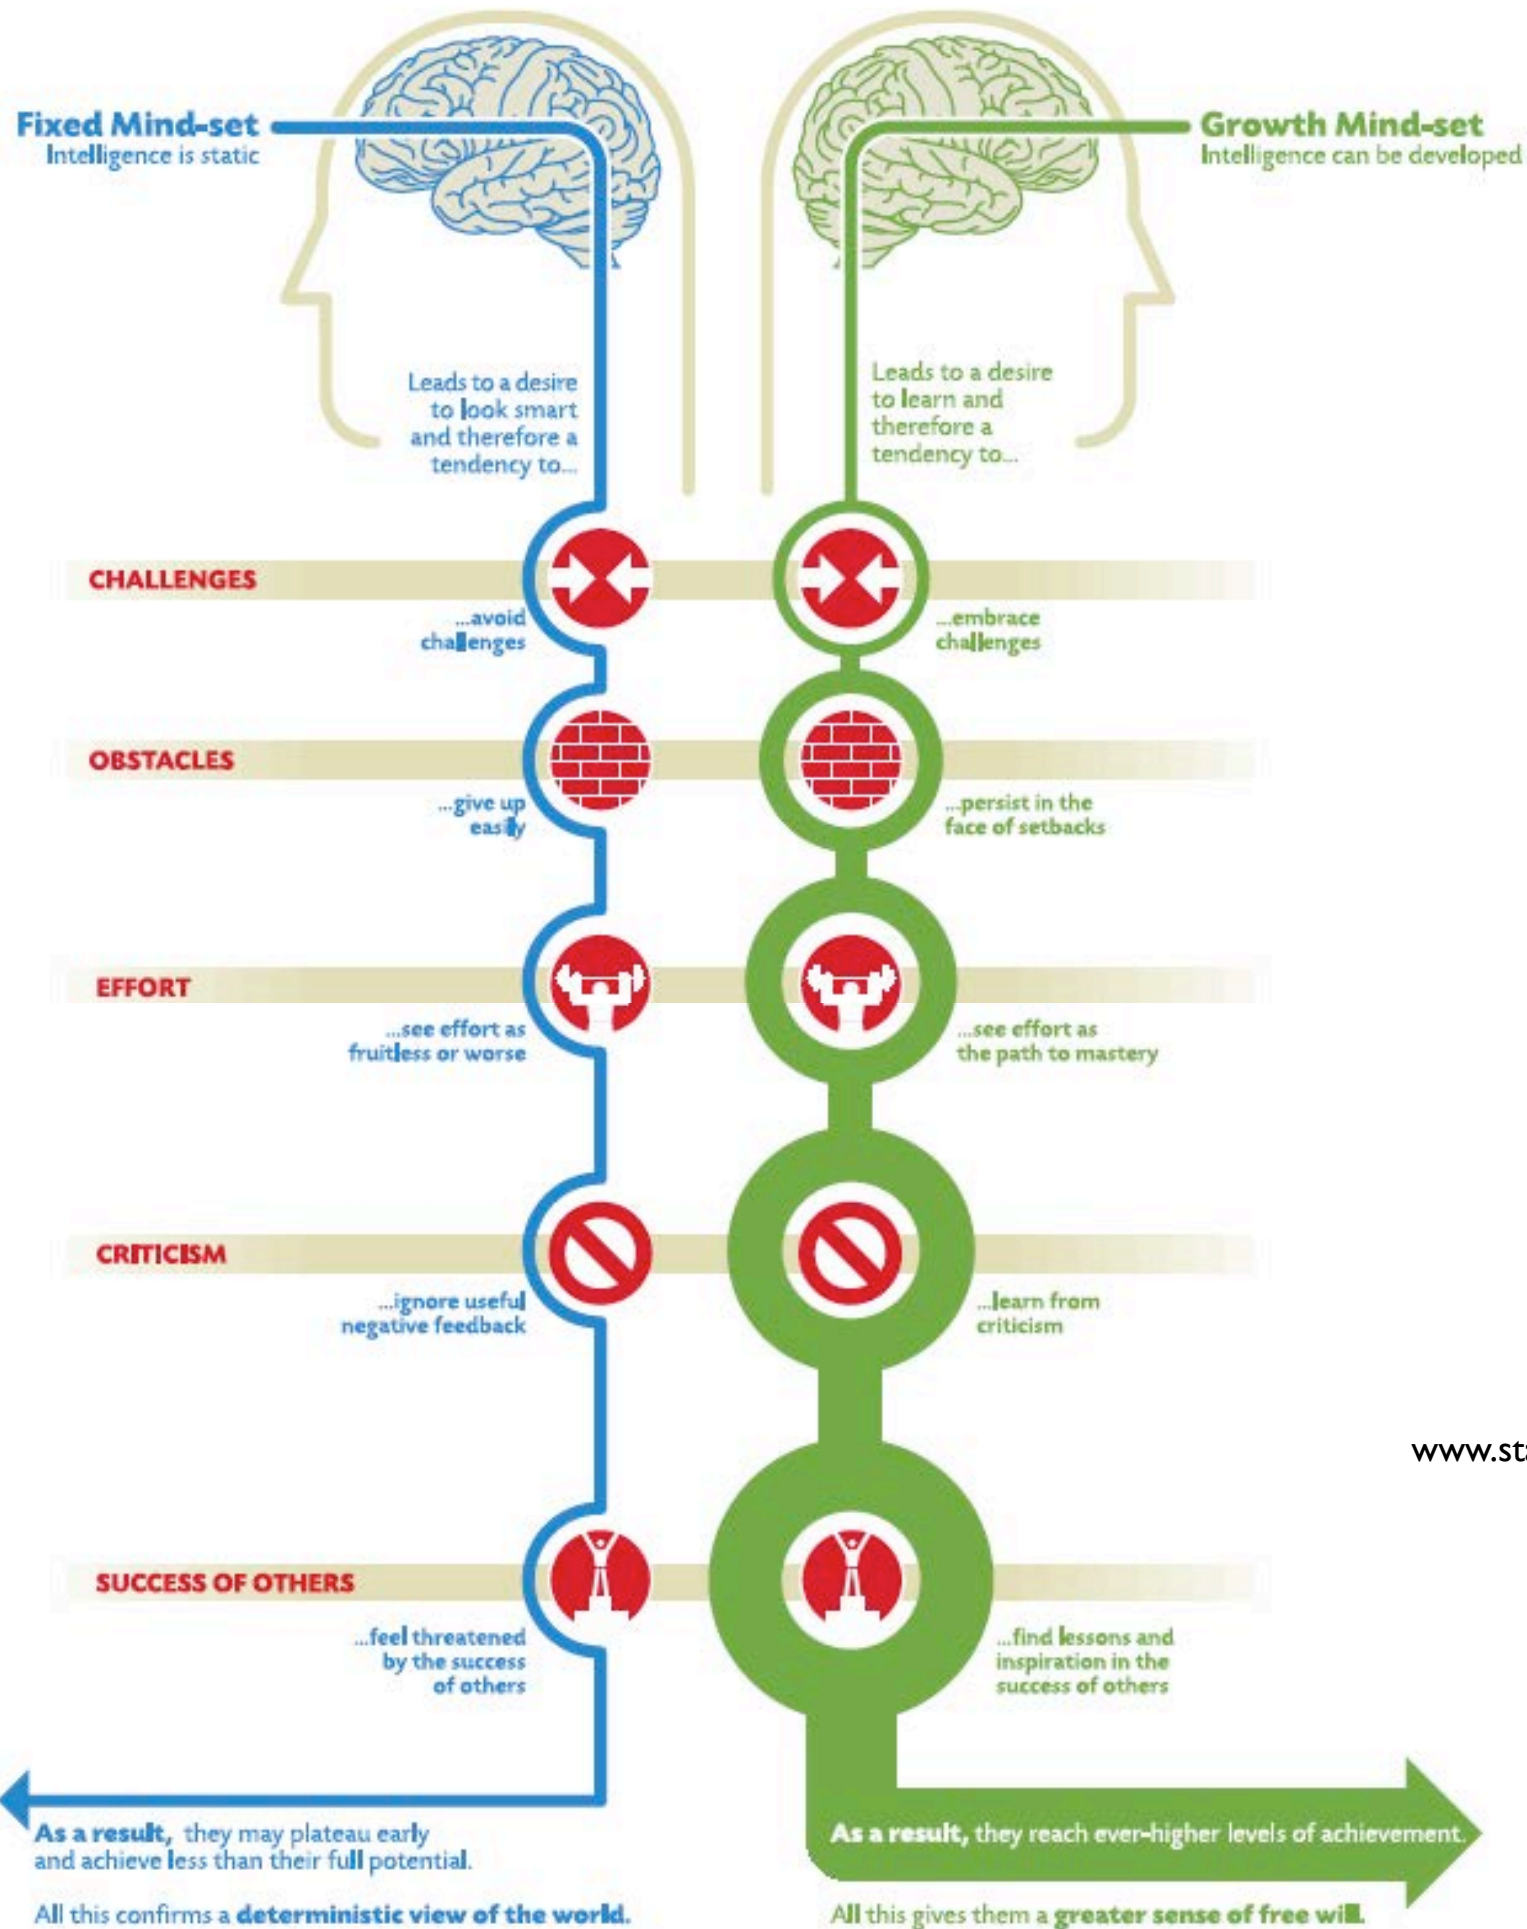 Fixed Mind-set
Intelligence is static
Growth Mind-set
Intelligence can be developed
Leads to a desire
to look smart
and therefore a
tendency to...
Leads to a desire
to learn and
therefore a
tendency to...
CHALLENGES
...avoid
challenges
...embrace
challenges
OBSTACLES
...give up
easily
...persist in the
face of setbacks
EFFORT
...see effort as
fruitless or worse
...see effort as
the path to mastery
CRITICISM
...ignore useful
negative feedback
...learn from
criticism
www.sta
SUCCESS OF OTHERS
...feel threatened
by the success
of others
...find lessons and
inspiration in the
success of others
As a result, they may plateau early
and achieve less than their full potential.
All this confirms a deterministic view of the world.
As a result, they reach ever-higher levels of achievement.
All this gives them a greater sense of free will.